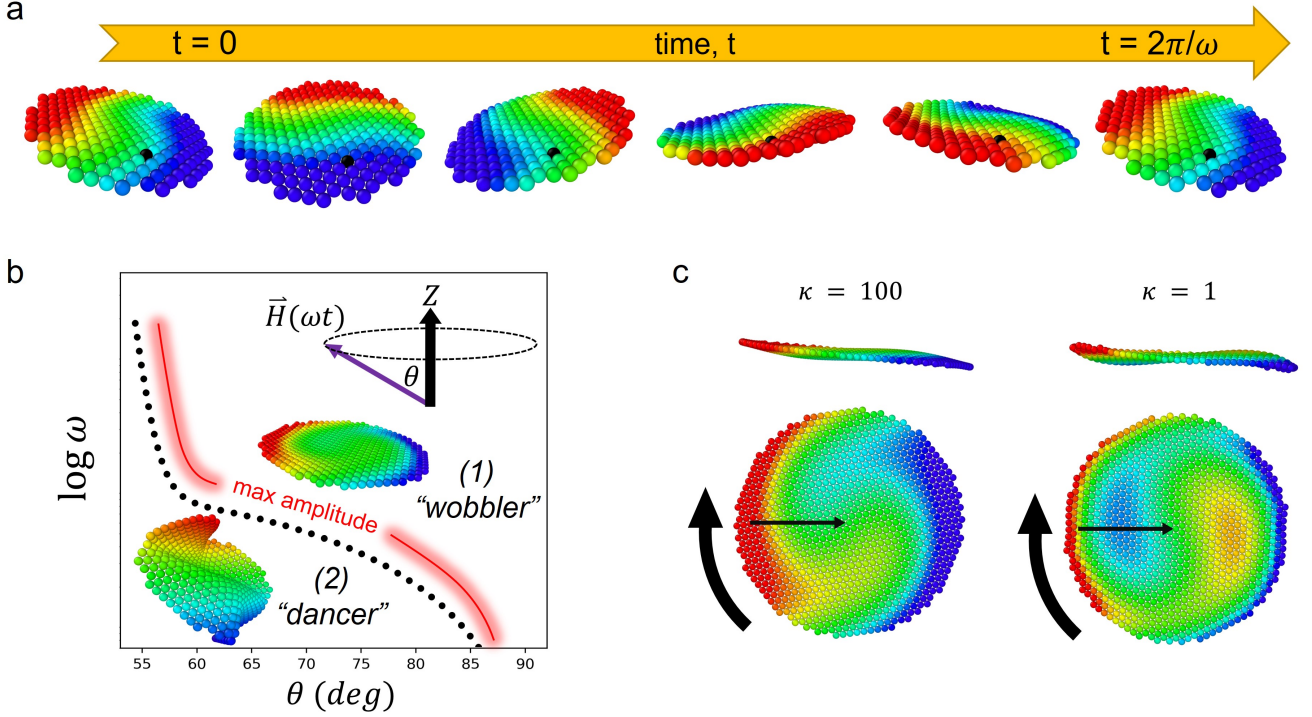 a
t = 0
time, t
t = 2π/ω
b
log ω
H⃗(ωt)
Z
θ
(1)
“wobbler”
max amplitude
(2)
“dancer”
55 60 65 70 75 80 85 90
θ (deg)
c
κ = 100
κ = 1